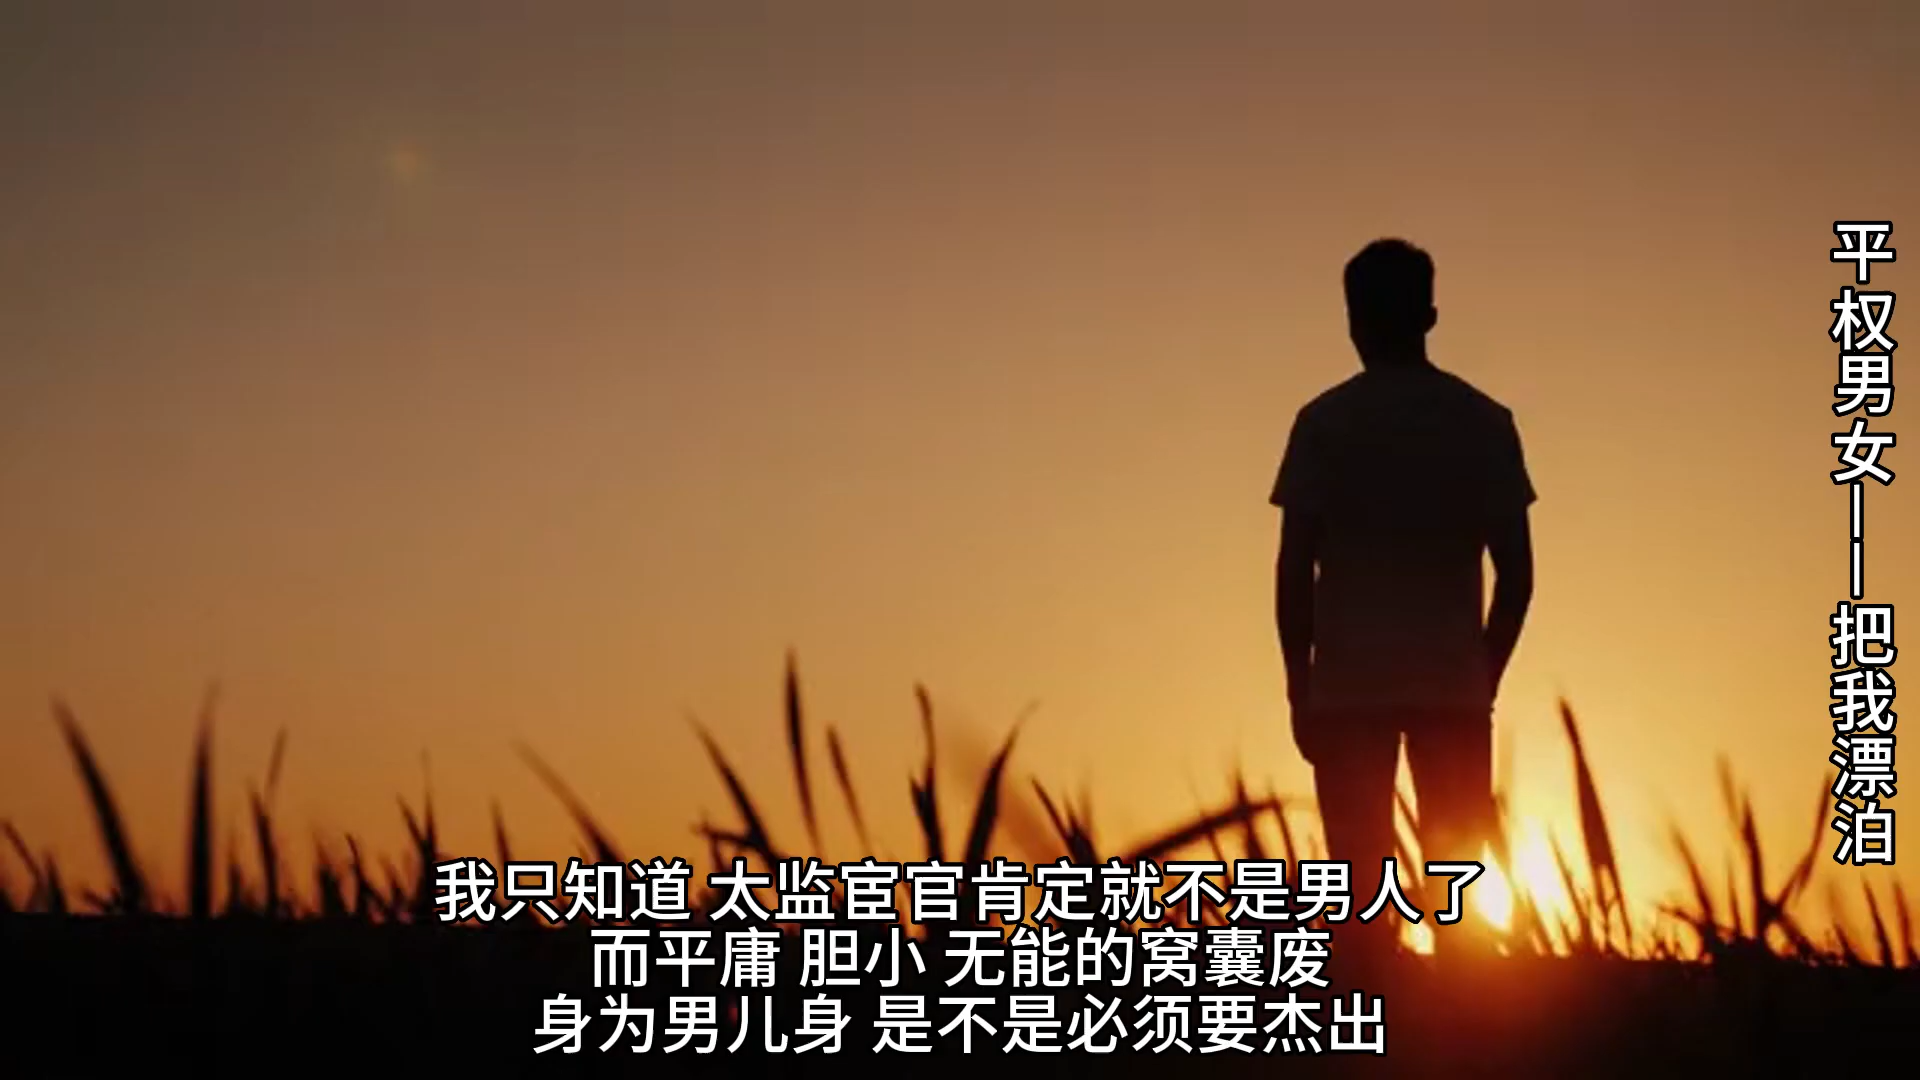 平权男女——把我漂泊
我只知道 太监宦官肯定就不是男人了
而平庸 胆小 无能的窝囊废
身为男儿身 是不是必须要杰出